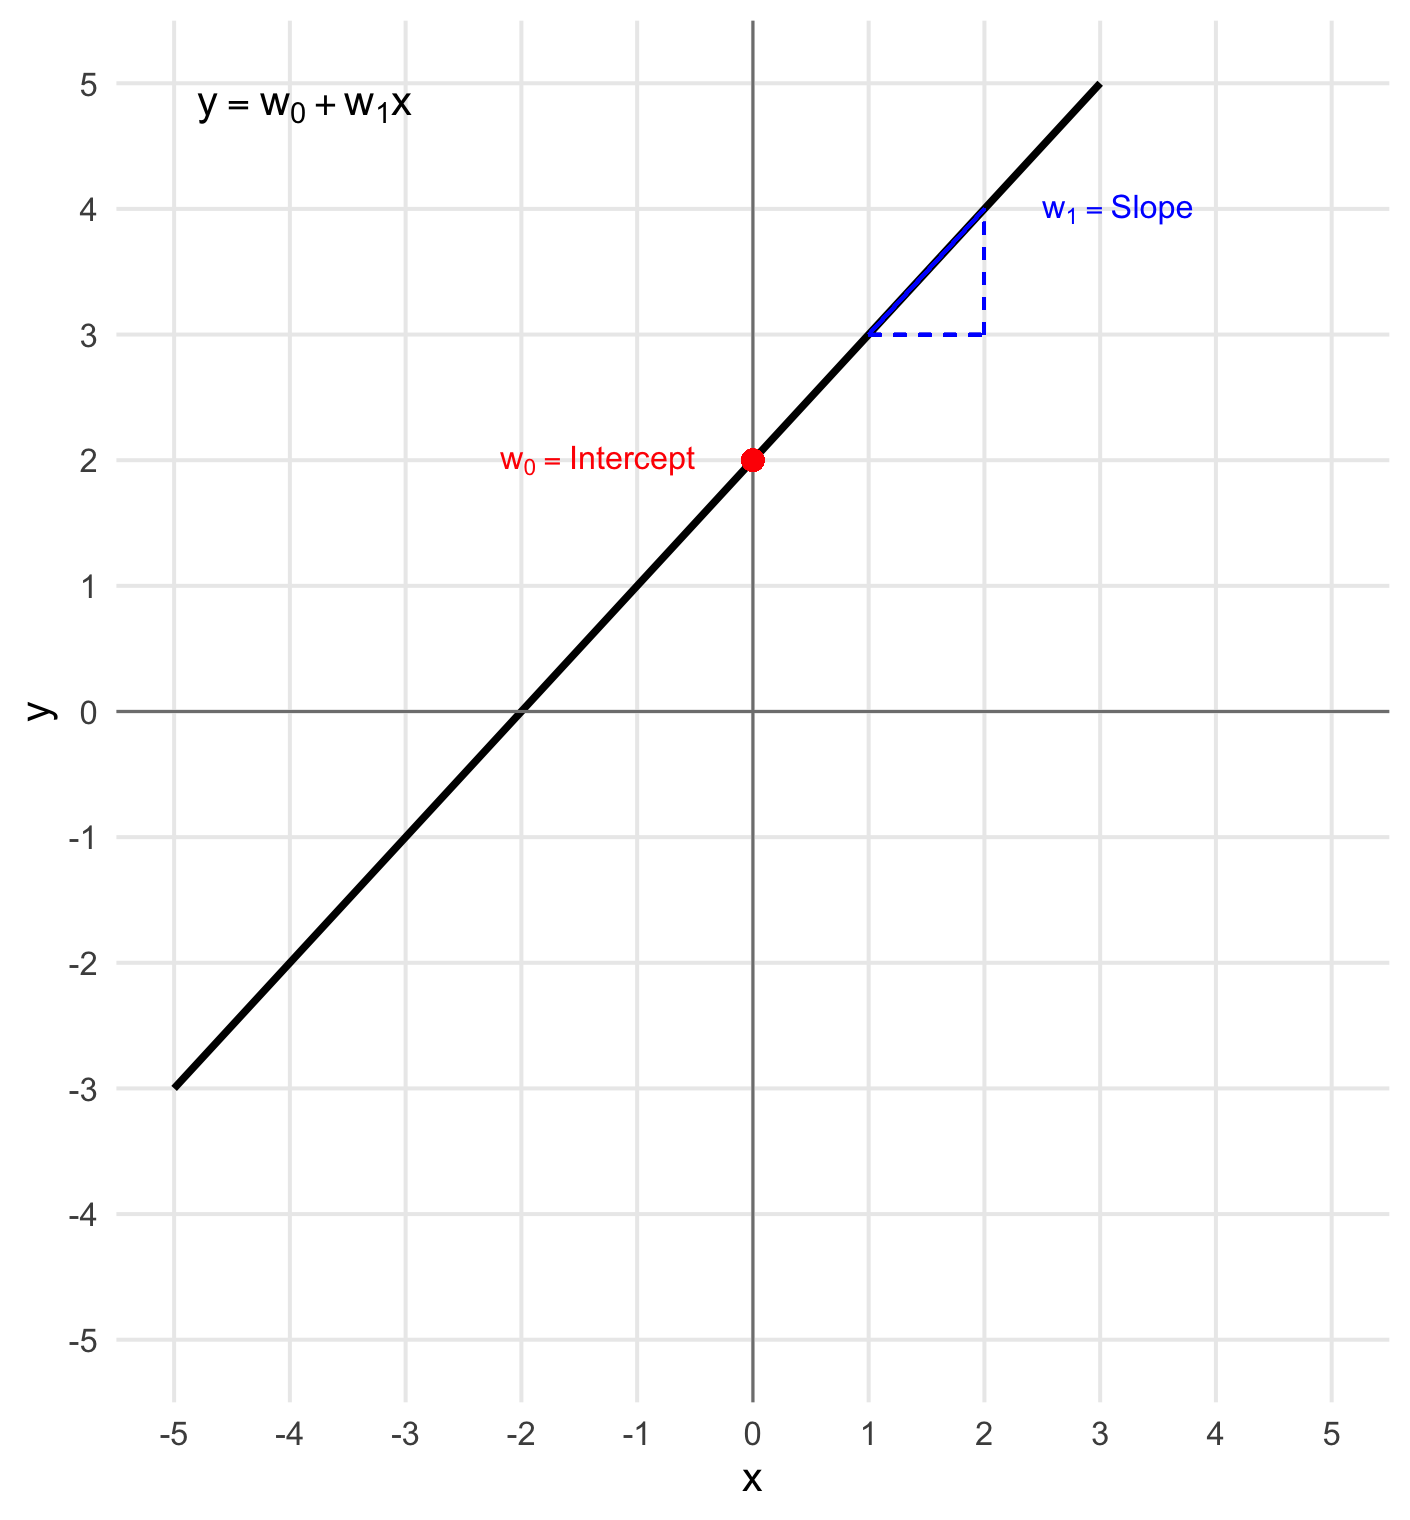 y = w₀ + w₁x
w₁ = Slope
w₀ = Intercept
y
5
4
3
2
1
0
-1
-2
-3
-4
-5
-5 -4 -3 -2 -1 0 1 2 3 4 5
x